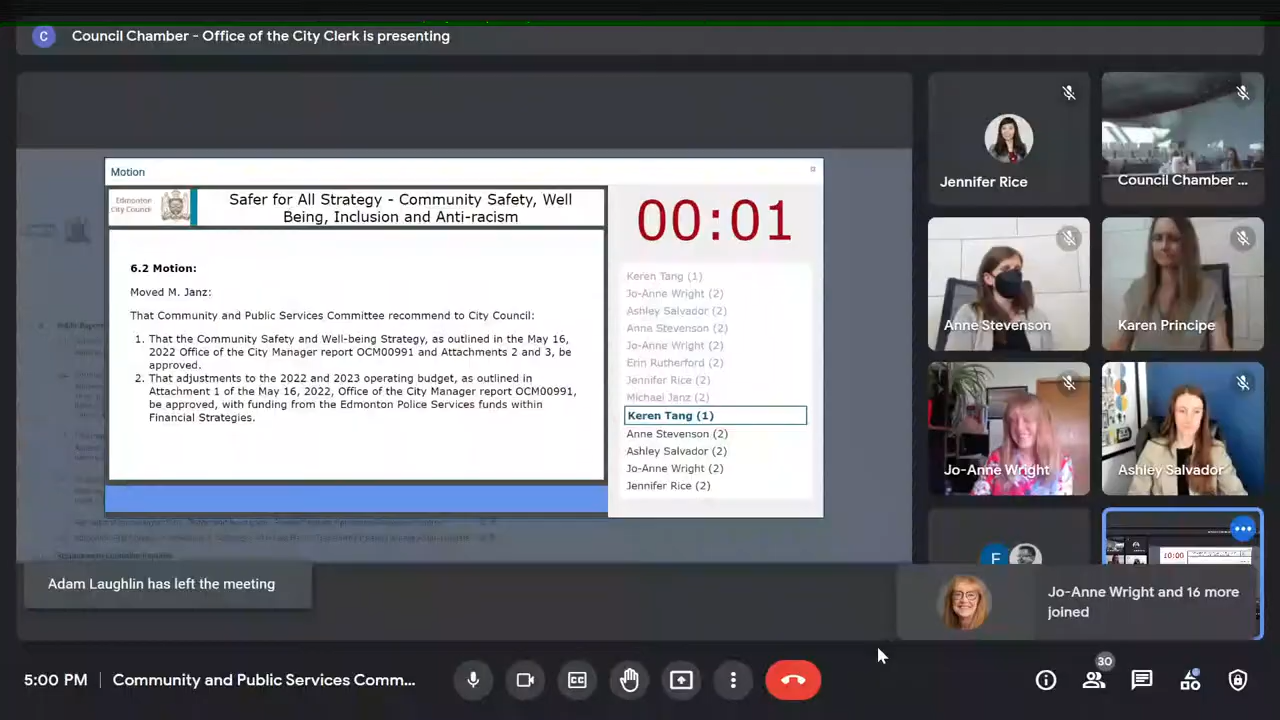 C Council Chamber - Office of the City Clerk is presenting
Motion
Edmonton
City Council
Safer for All Strategy - Community Safety, Well
Being, Inclusion and Anti-racism
6.2 Motion:
Moved M. Janz:
That Community and Public Services Committee recommend to City Council:
1. That the Community Safety and Well-being Strategy, as outlined in the May 16,
2022 Office of the City Manager report OCM00991 and Attachments 2 and 3, be
approved.
2. That adjustments to the 2022 and 2023 operating budget, as outlined in
Attachment 1 of the May 16, 2022, Office of the City Manager report OCM00991,
be approved, with funding from the Edmonton Police Services funds within
Financial Strategies.
00:01
Keren Tang (1)
Jo-Anne Wright (2)
Ashley Salvador (2)
Anne Stevenson (2)
Jo-Anne Wright (2)
Erin Rutherford (2)
Jennifer Rice (2)
Michael Janz (2)
Keren Tang (1)
Anne Stevenson (2)
Ashley Salvador (2)
Jo-Anne Wright (2)
Jennifer Rice (2)
Jennifer Rice
Council Chamber ...
Anne Stevenson
Karen Principe
Jo-Anne Wright
Ashley Salvador
10:00
Adam Laughlin has left the meeting
Jo-Anne Wright and 16 more
joined
5:00 PM
Community and Public Services Comm...
30